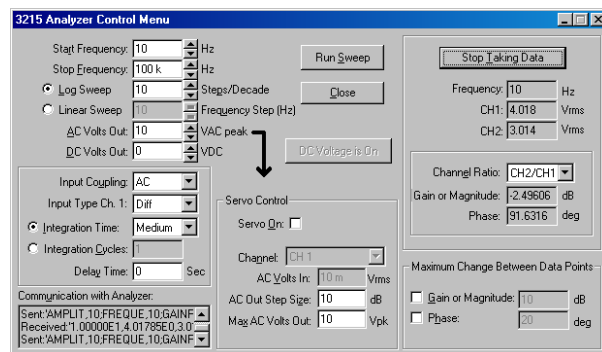 3215 Analyzer Control Menu
Start Frequency: 10 Hz
Stop Frequency: 100 k Hz
Log Sweep 10 Steps/Decade
Linear Sweep 10 Frequency Step (Hz)
AC Volts Out: 10 VAC peak
DC Volts Out: 0 VDC
Run Sweep
Close
DC Voltage is On
Input Coupling: AC
Input Type Ch. 1: Diff
Integration Time: Medium
Integration Cycles: 1
Delay Time: 0 Sec
Communication with Analyzer:
Sent:'AMPLIT,10;FREQUE,10;GAINF
Received:"1.00000E1,4.01785E0,3.0
Sent:'AMPLIT,10;FREQUE,10;GAINF
Servo Control
Servo On:
Channel: CH 1
AC Volts In: 10 m Vrms
AC Out Step Size: 10 dB
Max AC Volts Out: 10 Vpk
Stop Taking Data
Frequency: 10 Hz
CH1: 4.018 Vrms
CH2: 3.014 Vrms
Channel Ratio: CH2/CH1
Gain or Magnitude: -2.49606 dB
Phase: 91.6316 deg
Maximum Change Between Data Points
Gain or Magnitude: 10 dB
Phase: 20 deg